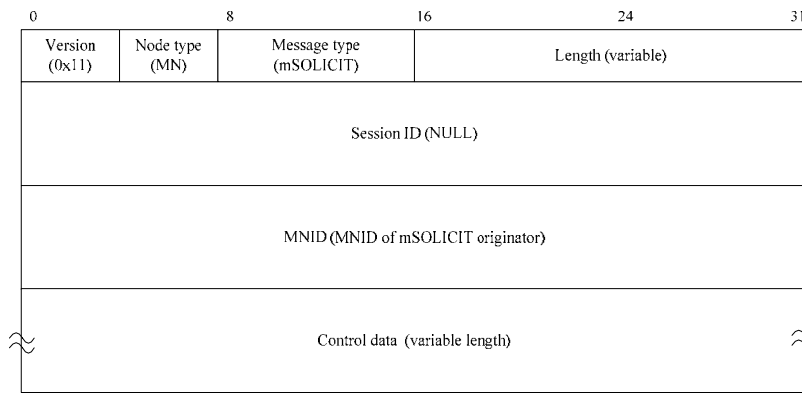 0 8 16 24 31
Version Node type Message type Length (variable)
(0x11) (MN) (mSOLICIT)
Session ID (NULL)
MNID (MNID of mSOLICIT originator)
Control data (variable length)